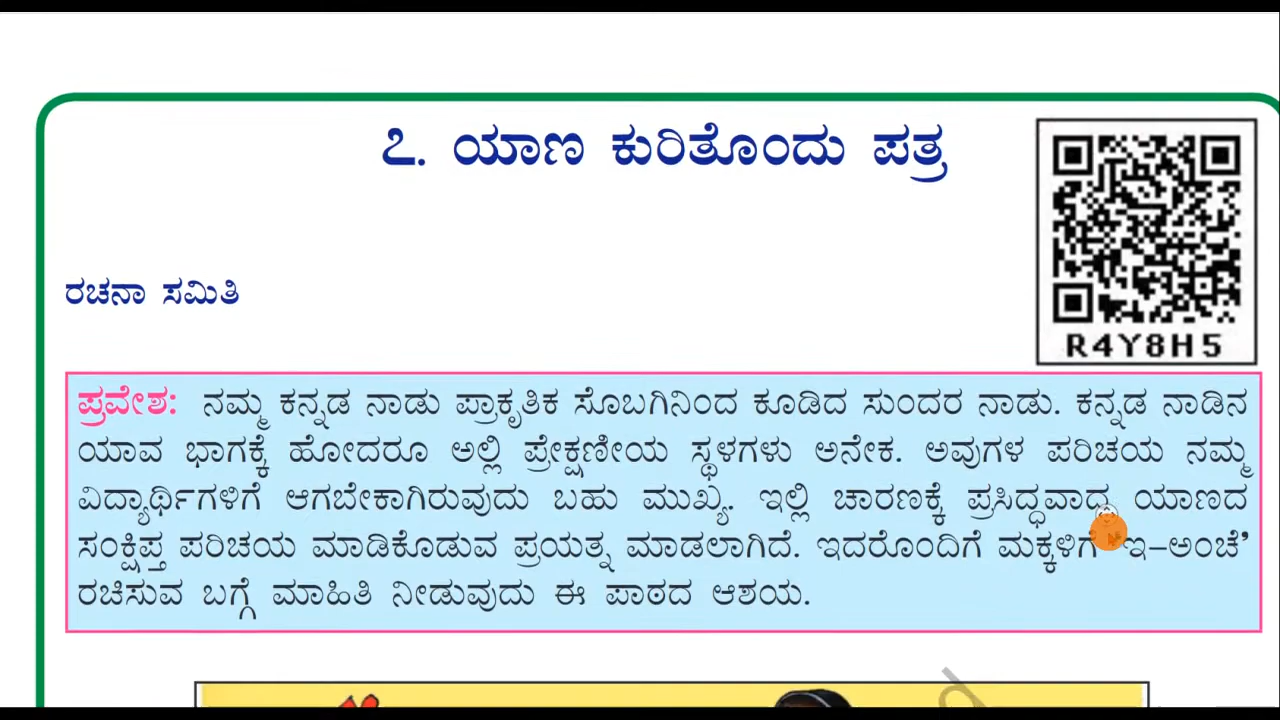 ೭. ಯಾಣ ಕುರಿತೊಂದು ಪತ್ರ
ರಚನಾ ಸಮಿತಿ
R4Y8H5
ಪ್ರವೇಶ: ನಮ್ಮ ಕನ್ನಡ ನಾಡು ಪ್ರಾಕೃತಿಕ ಸೊಬಗಿನಿಂದ ಕೂಡಿದ ಸುಂದರ ನಾಡು. ಕನ್ನಡ ನಾಡಿನ
ಯಾವ ಭಾಗಕ್ಕೆ ಹೋದರೂ ಅಲ್ಲಿ ಪ್ರೇಕ್ಷಣೀಯ ಸ್ಥಳಗಳು ಅನೇಕ. ಅವುಗಳ ಪರಿಚಯ ನಮ್ಮ
ವಿದ್ಯಾರ್ಥಿಗಳಿಗೆ ಆಗಬೇಕಾಗಿರುವುದು ಬಹು ಮುಖ್ಯ. ಇಲ್ಲಿ ಚಾರಣಕ್ಕೆ ಪ್ರಸಿದ್ಧವಾದ್ದ ಯಾಣದ
ಸಂಕ್ಷಿಪ್ತ ಪರಿಚಯ ಮಾಡಿಕೊಡುವ ಪ್ರಯತ್ನ ಮಾಡಲಾಗಿದೆ. ಇದರೊಂದಿಗೆ ಮಕ್ಕಳಿಗೆ ‘ಇ–ಅಂಚೆ’
ರಚಿಸುವ ಬಗ್ಗೆ ಮಾಹಿತಿ ನೀಡುವುದು ಈ ಪಾಠದ ಆಶಯ.